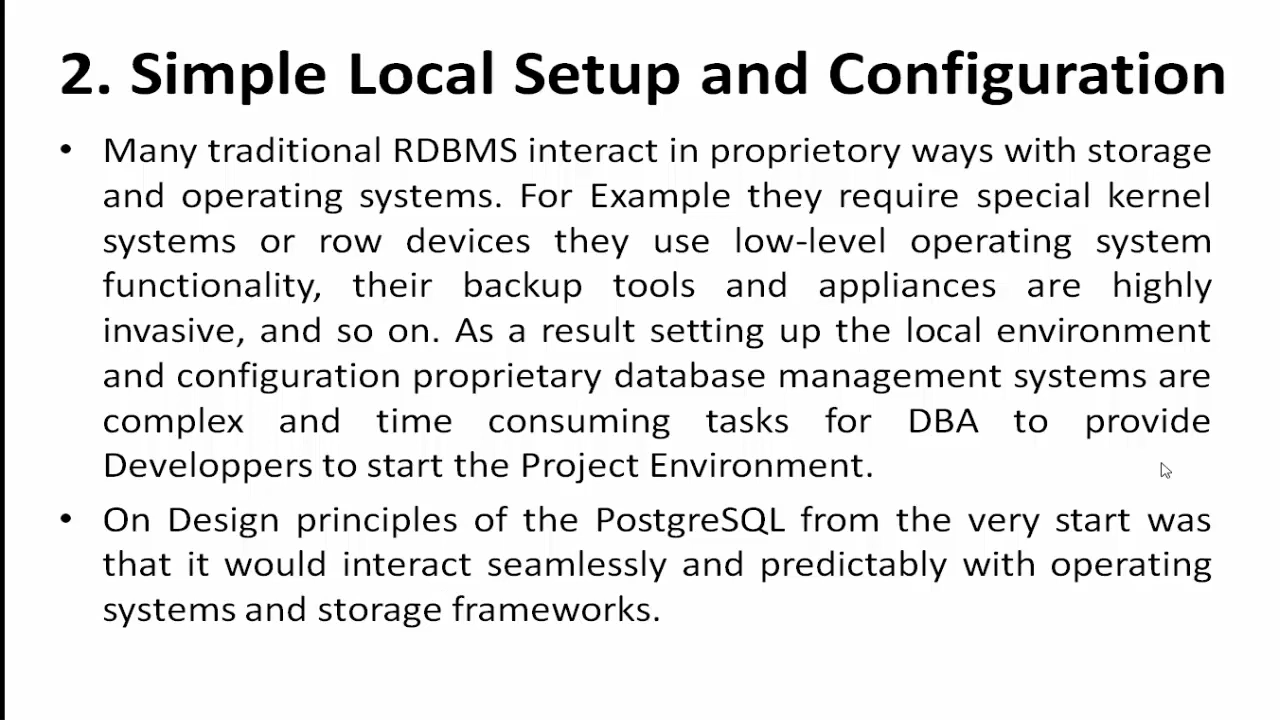 2. Simple Local Setup and Configuration
• Many traditional RDBMS interact in proprietory ways with storage
and operating systems. For Example they require special kernel
systems or row devices they use low-level operating system
functionality, their backup tools and appliances are highly
invasive, and so on. As a result setting up the local environment
and configuration proprietary database management systems are
complex and time consuming tasks for DBA to provide
Developpers to start the Project Environment.
• On Design principles of the PostgreSQL from the very start was
that it would interact seamlessly and predictably with operating
systems and storage frameworks.